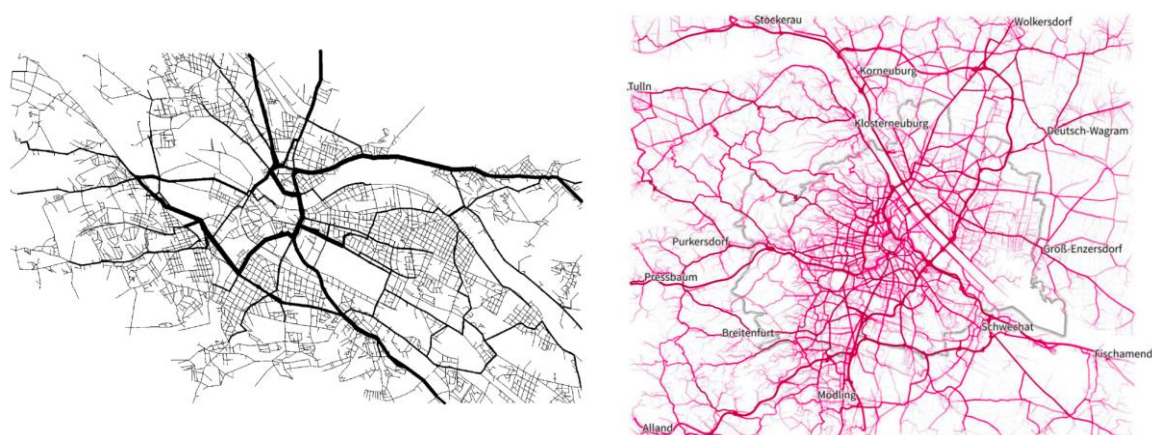 Stockerau
Wolkersdorf
Korneuburg
Tulln
Klosterneuburg
Deutsch-Wagram
Purkersdorf
Groß-Enzersdorf
Pressbaum
Breitenfurt
Schwechat
Fischamend
Mödling
Alland